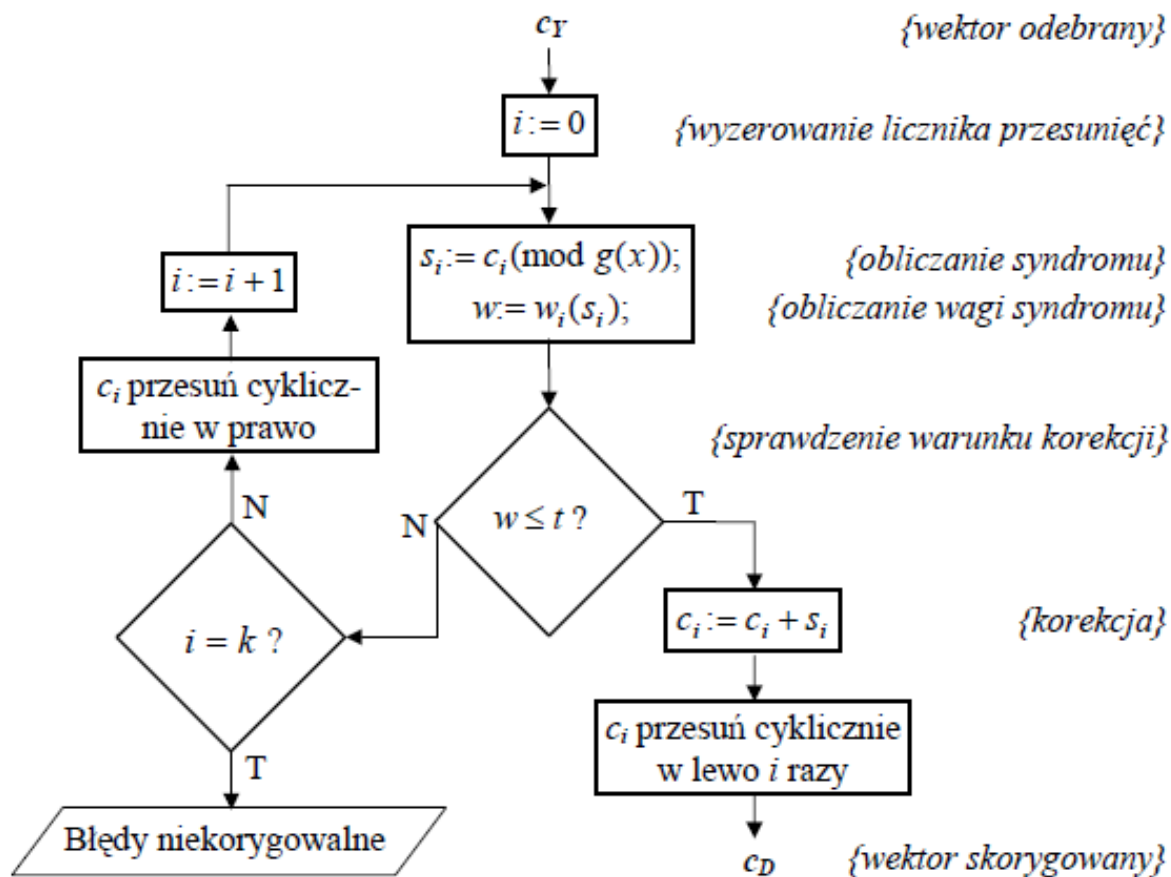 c_Y {wektor odebrany}
i := 0 {wyzerowanie licznika przesunięć}
s_i := c_i (mod g(x)); {obliczanie syndromu}
w := w_i(s_i); {obliczanie wagi syndromu}
i := i + 1
c_i przesuń cyklicz-
nie w prawo
{sprawdzenie warunku korekcji}
w ≤ t ?
N
T
N
i = k ?
T
c_i := c_i + s_i {korekcja}
c_i przesuń cyklicznie
w lewo i razy
Błędy niekorygowalne
c_D {wektor skorygowany}